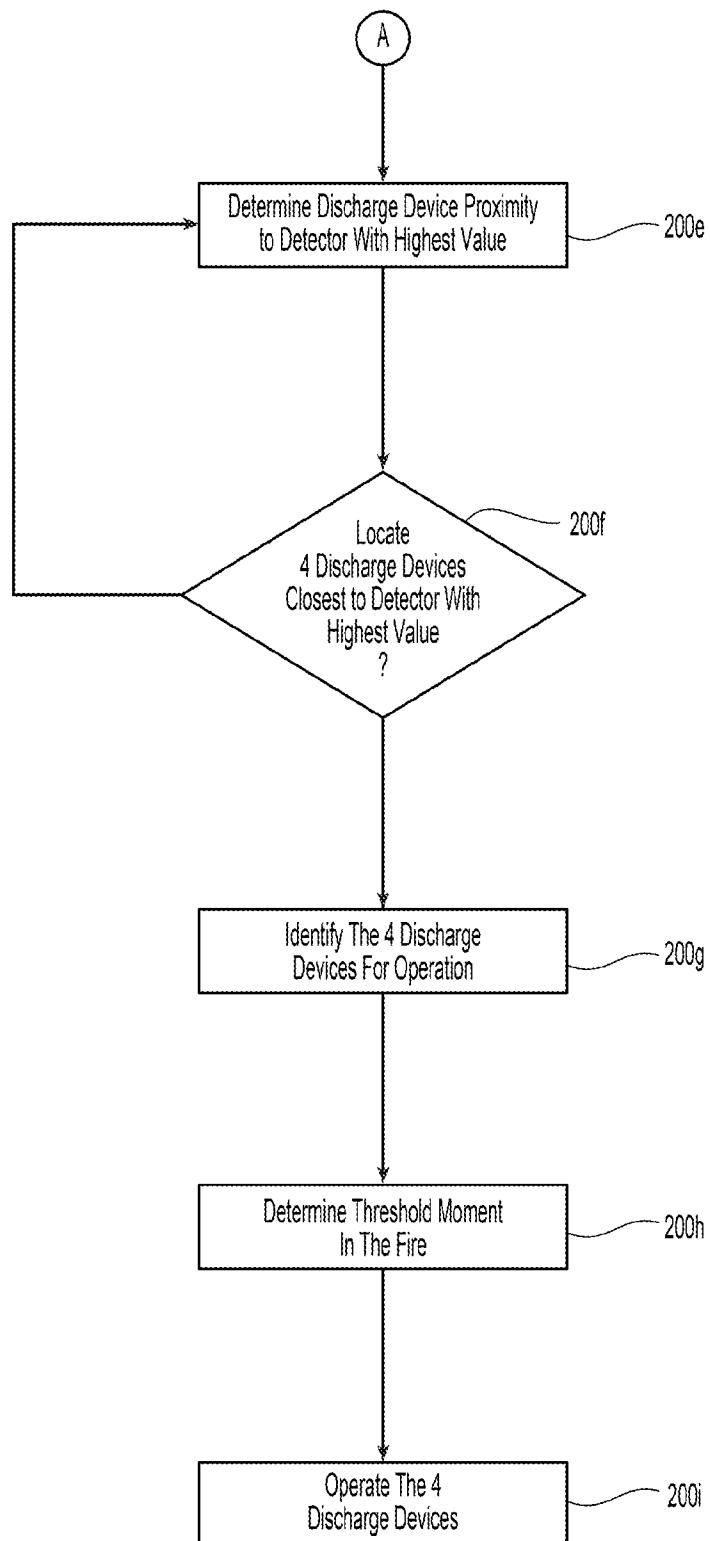 A
Determine Discharge Device Proximity
to Detector With Highest Value
200e
Locate
4 Discharge Devices
Closest to Detector With
Highest Value
?
200f
Identify The 4 Discharge
Devices For Operation
200g
Determine Threshold Moment
In The Fire
200h
Operate The 4
Discharge Devices
200i